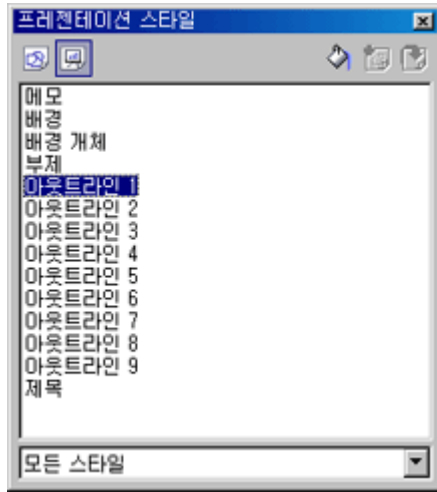 프레젠테이션 스타일
메모
배경
배경 개체
부제
아웃트라인 1
아웃트라인 2
아웃트라인 3
아웃트라인 4
아웃트라인 5
아웃트라인 6
아웃트라인 7
아웃트라인 8
아웃트라인 9
제목
모든 스타일